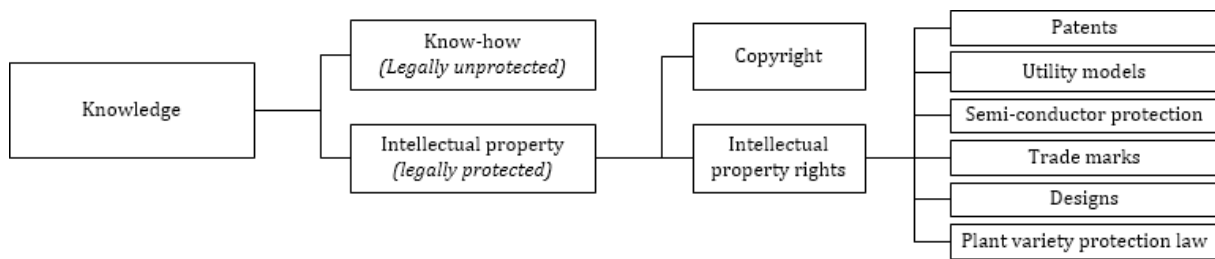 Knowledge
Know-how
(Legally unprotected)
Intellectual property
(legally protected)
Copyright
Intellectual
property rights
Patents
Utility models
Semi-conductor protection
Trade marks
Designs
Plant variety protection law